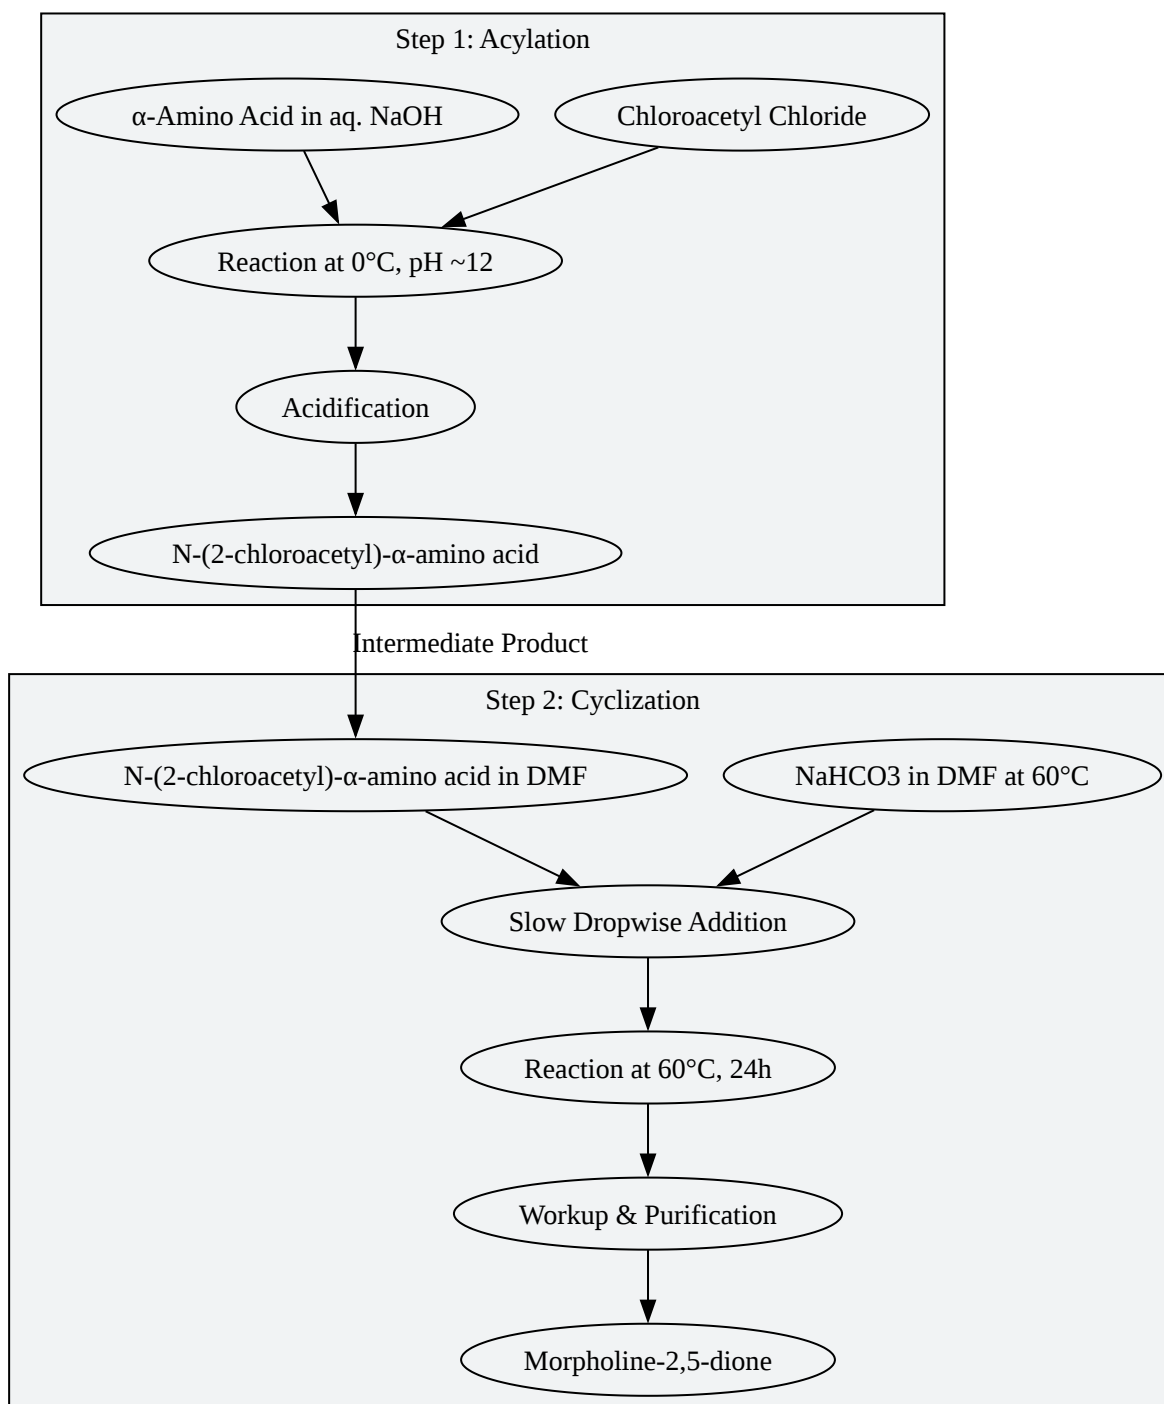 Step 1: Acylation
α-Amino Acid in aq. NaOH
Chloroacetyl Chloride
Reaction at 0°C, pH ~12
Acidification
N-(2-chloroacetyl)-α-amino acid
Intermediate Product
Step 2: Cyclization
N-(2-chloroacetyl)-α-amino acid in DMF
NaHCO3 in DMF at 60°C
Slow Dropwise Addition
Reaction at 60°C, 24h
Workup & Purification
Morpholine-2,5-dione